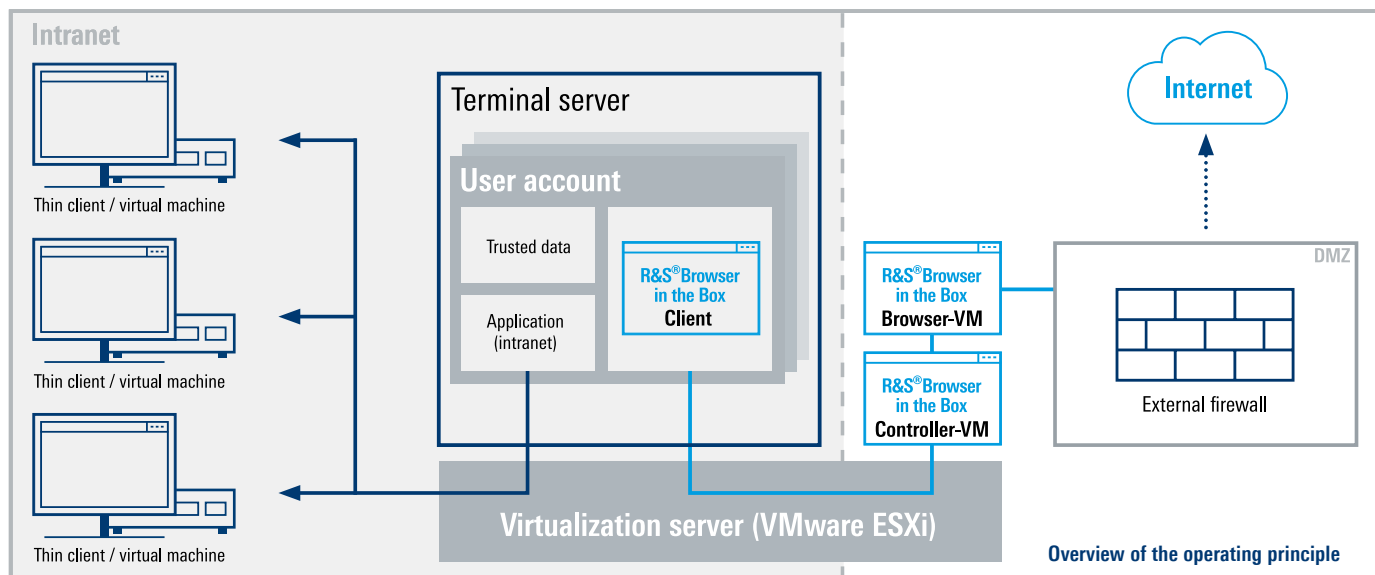 Intranet
Thin client / virtual machine
Thin client / virtual machine
Thin client / virtual machine
Terminal server
User account
Trusted data
Application
(intranet)
R&S®Browser
in the Box
Client
Virtualization server (VMware ESXi)
R&S®Browser
in the Box
Browser-VM
R&S®Browser
in the Box
Controller-VM
Internet
DMZ
External firewall
Overview of the operating principle